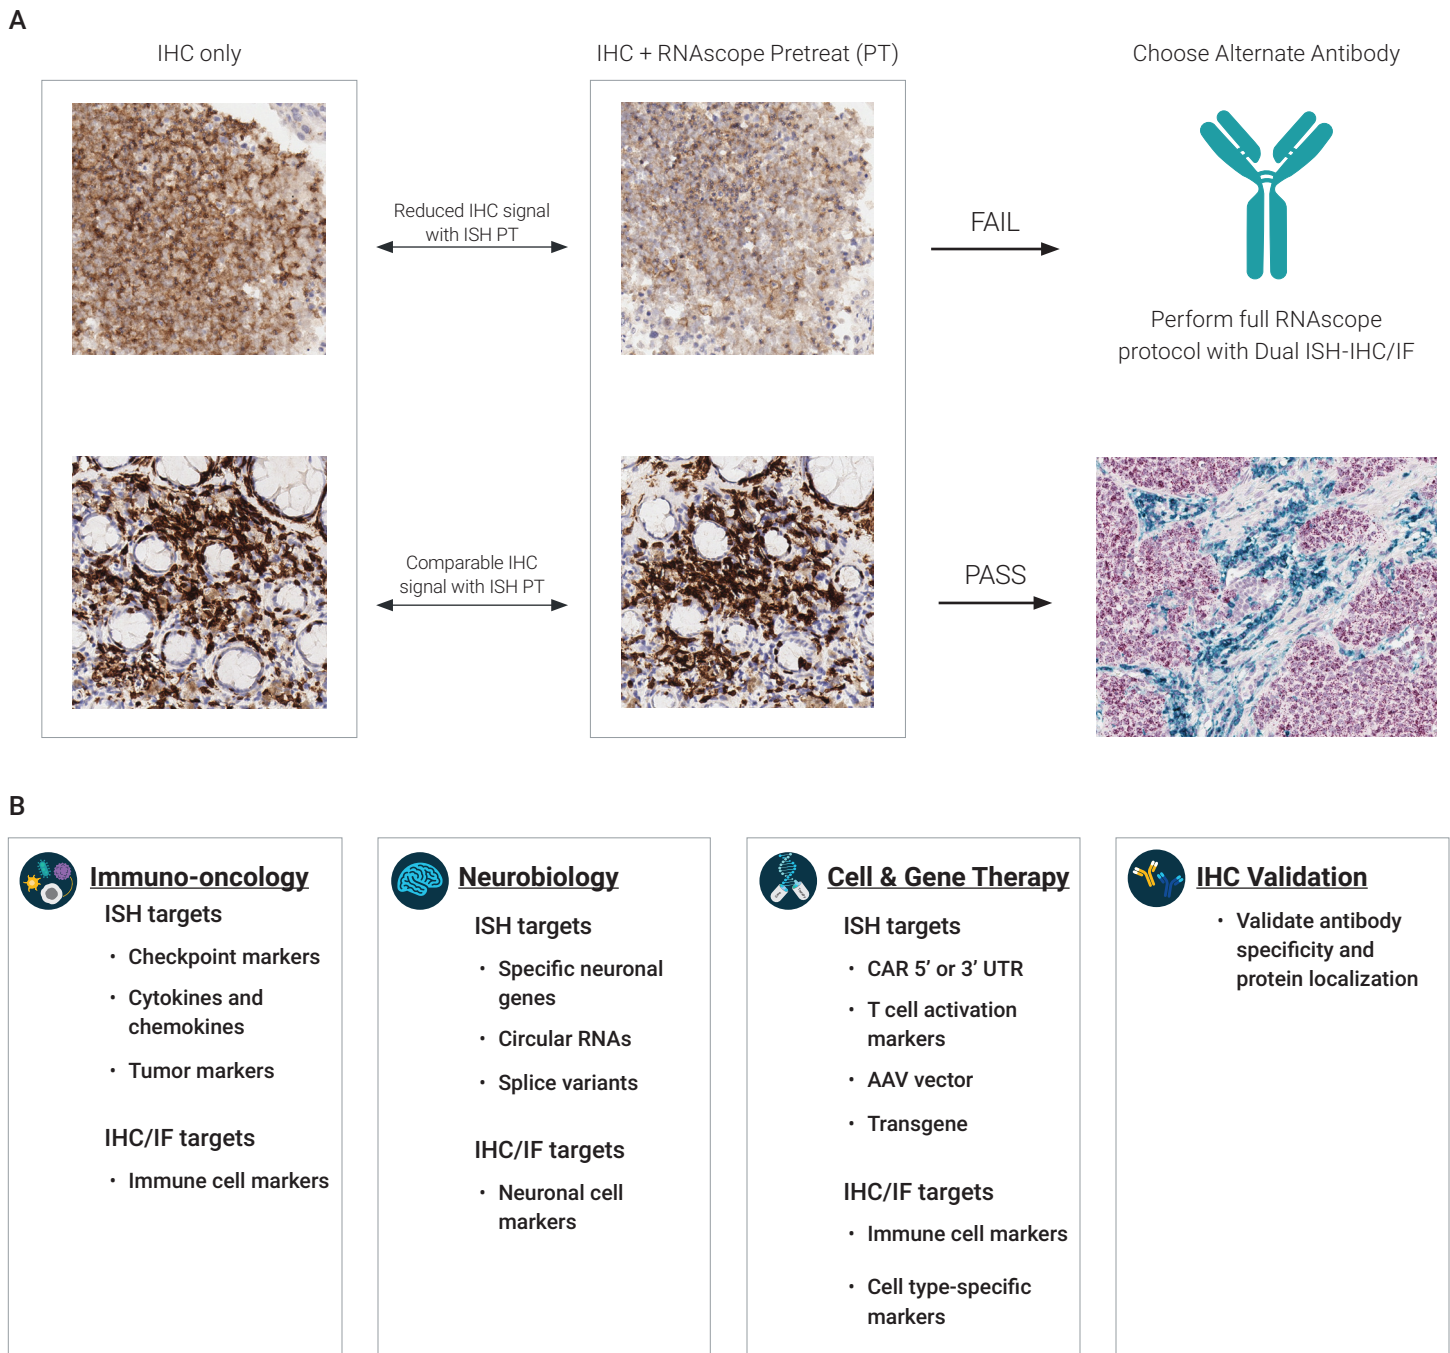 A
IHC only
IHC + RNAscope Pretreat (PT)
Choose Alternate Antibody
Reduced IHC signal
with ISH PT
FAIL
Perform full RNAscope
protocol with Dual ISH-IHC/IF
Comparable IHC
signal with ISH PT
PASS
B
Immuno-oncology
ISH targets
• Checkpoint markers
• Cytokines and
chemokines
• Tumor markers
IHC/IF targets
• Immune cell markers
Neurobiology
ISH targets
• Specific neuronal
genes
• Circular RNAs
• Splice variants
IHC/IF targets
• Neuronal cell
markers
Cell & Gene Therapy
ISH targets
• CAR 5’ or 3’ UTR
• T cell activation
markers
• AAV vector
• Transgene
IHC/IF targets
• Immune cell markers
• Cell type-specific
markers
IHC Validation
• Validate antibody
specificity and
protein localization